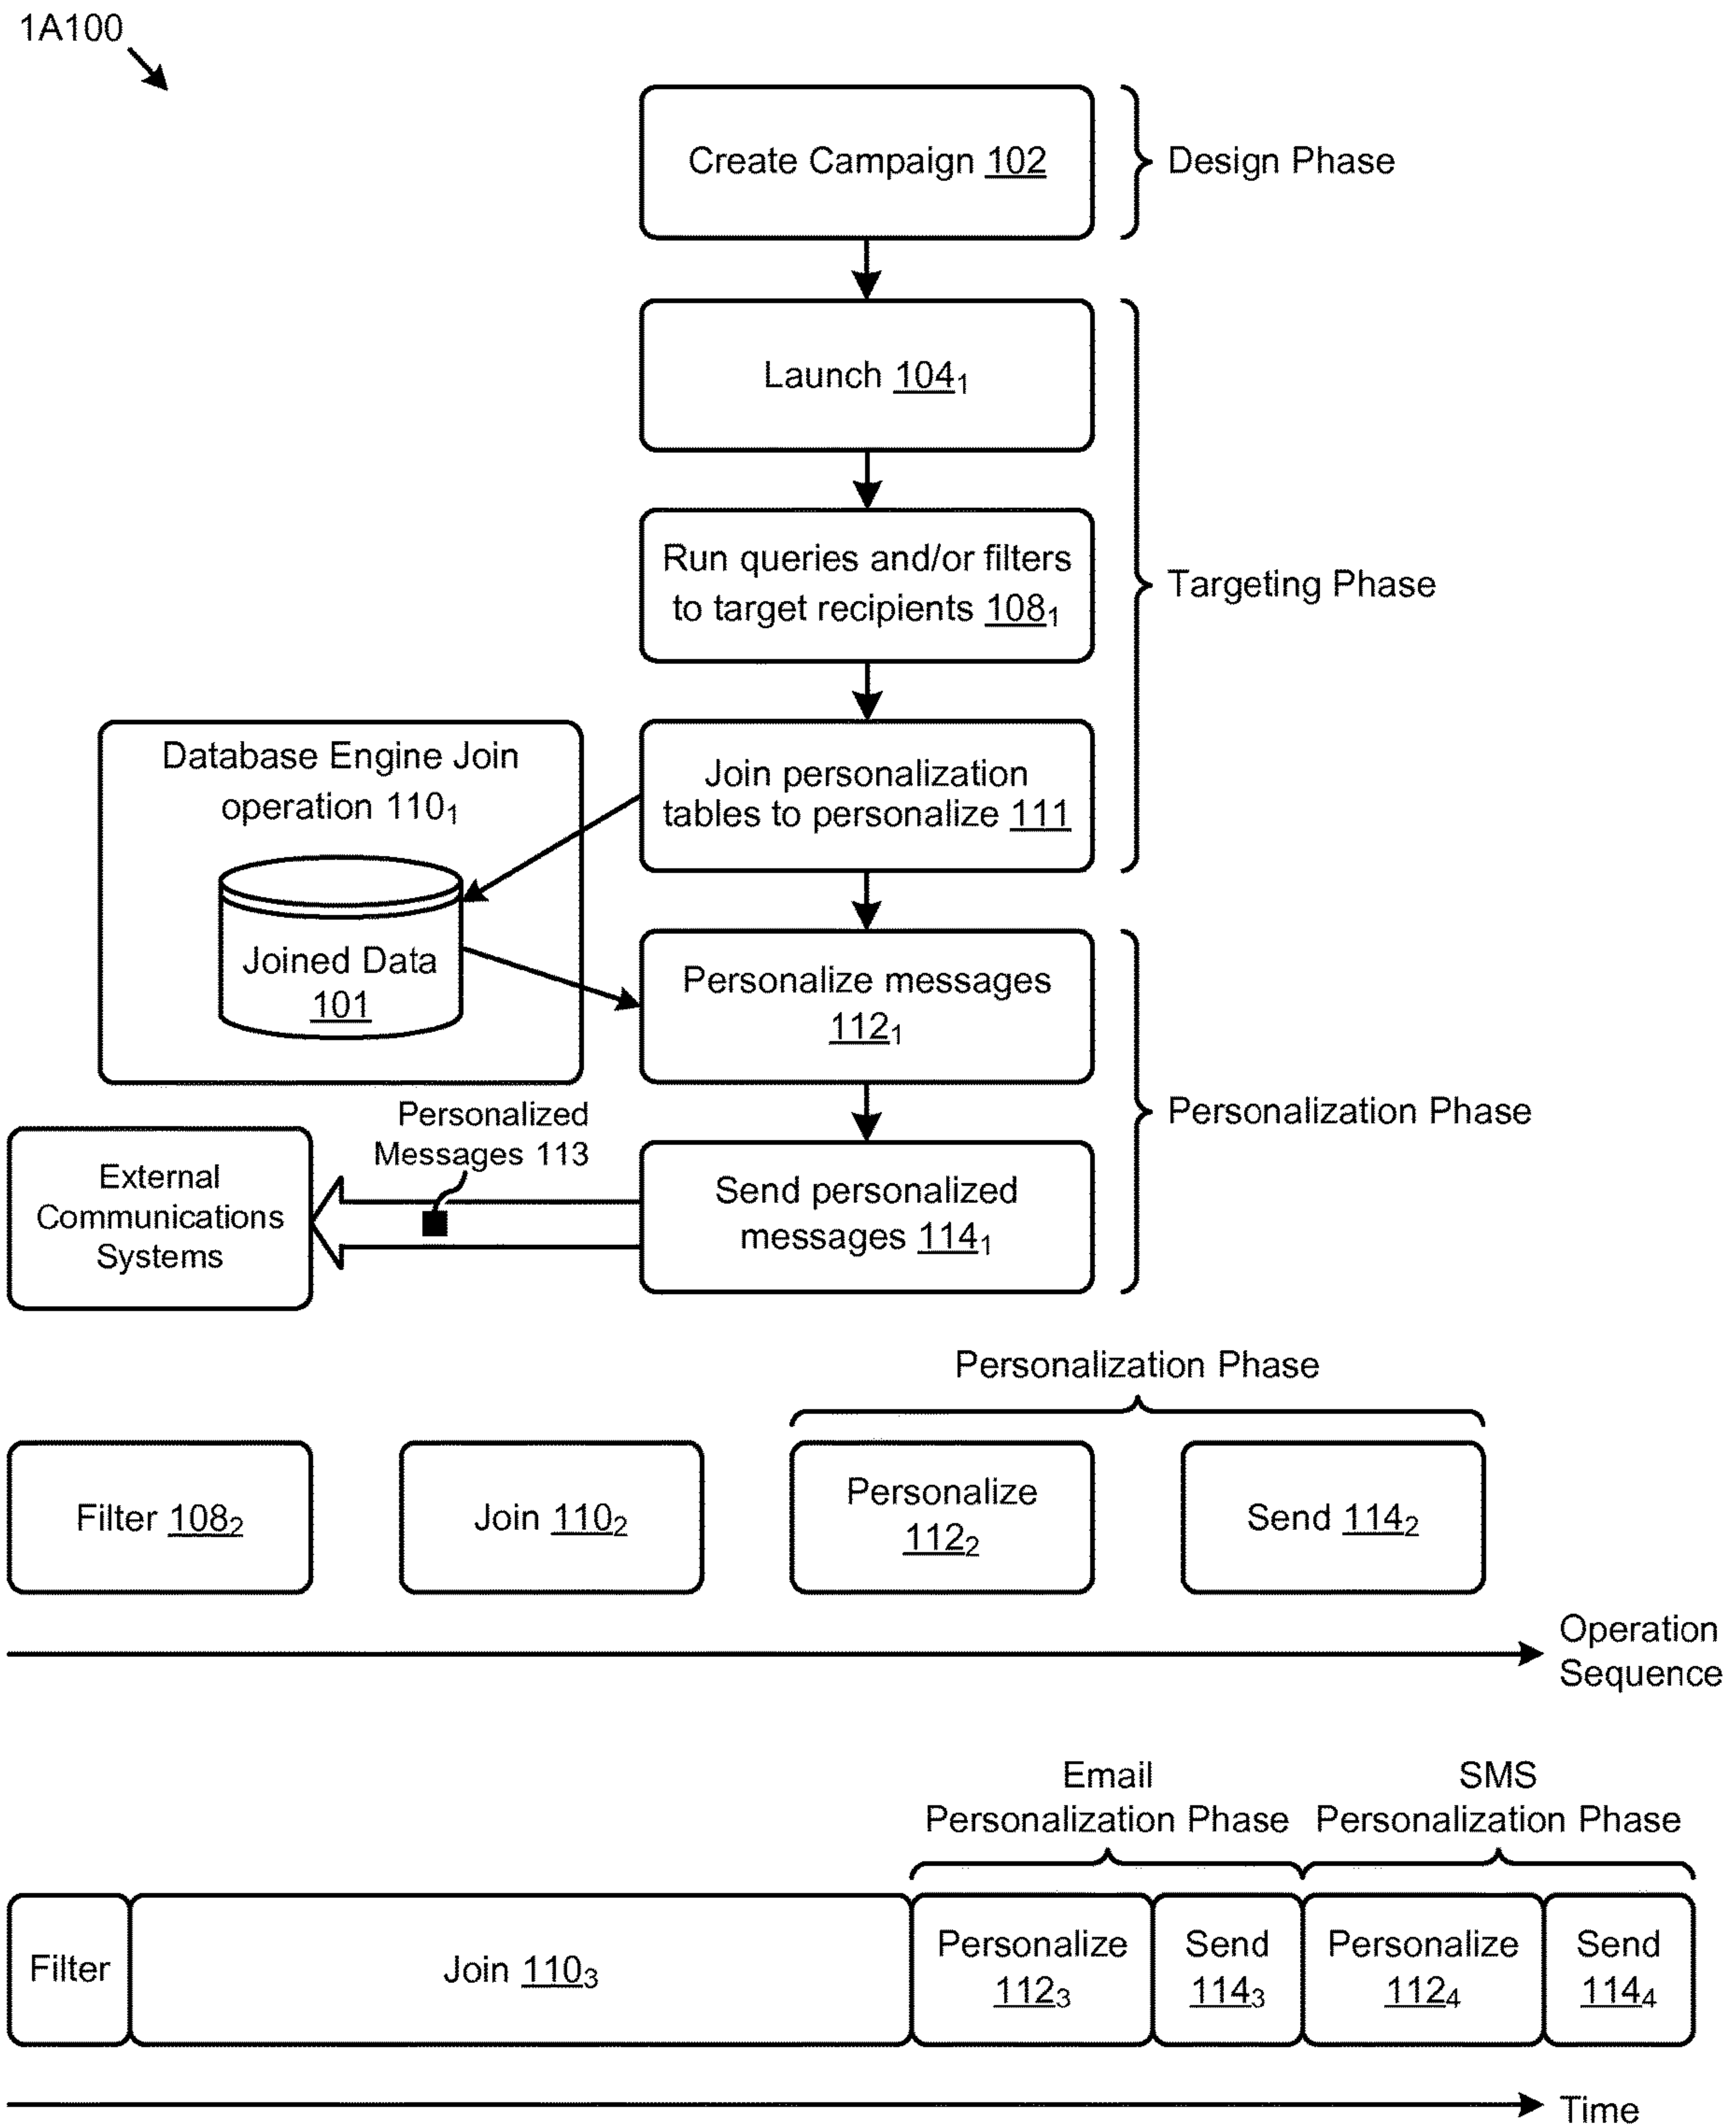 1A100
Create Campaign 102
Design Phase
Launch 104₁
Run queries and/or filters
to target recipients 108₁
Targeting Phase
Database Engine Join
operation 110₁
Join personalization
tables to personalize 111
Joined Data
101
Personalize messages
112₁
Personalization Phase
Personalized
Messages 113
External
Communications
Systems
Send personalized
messages 114₁
Personalization Phase
Filter 108₂
Join 110₂
Personalize
112₂
Send 114₂
Operation
Sequence
Email
Personalization Phase
SMS
Personalization Phase
Filter
Join 110₃
Personalize
112₃
Send
114₃
Personalize
112₄
Send
114₄
Time